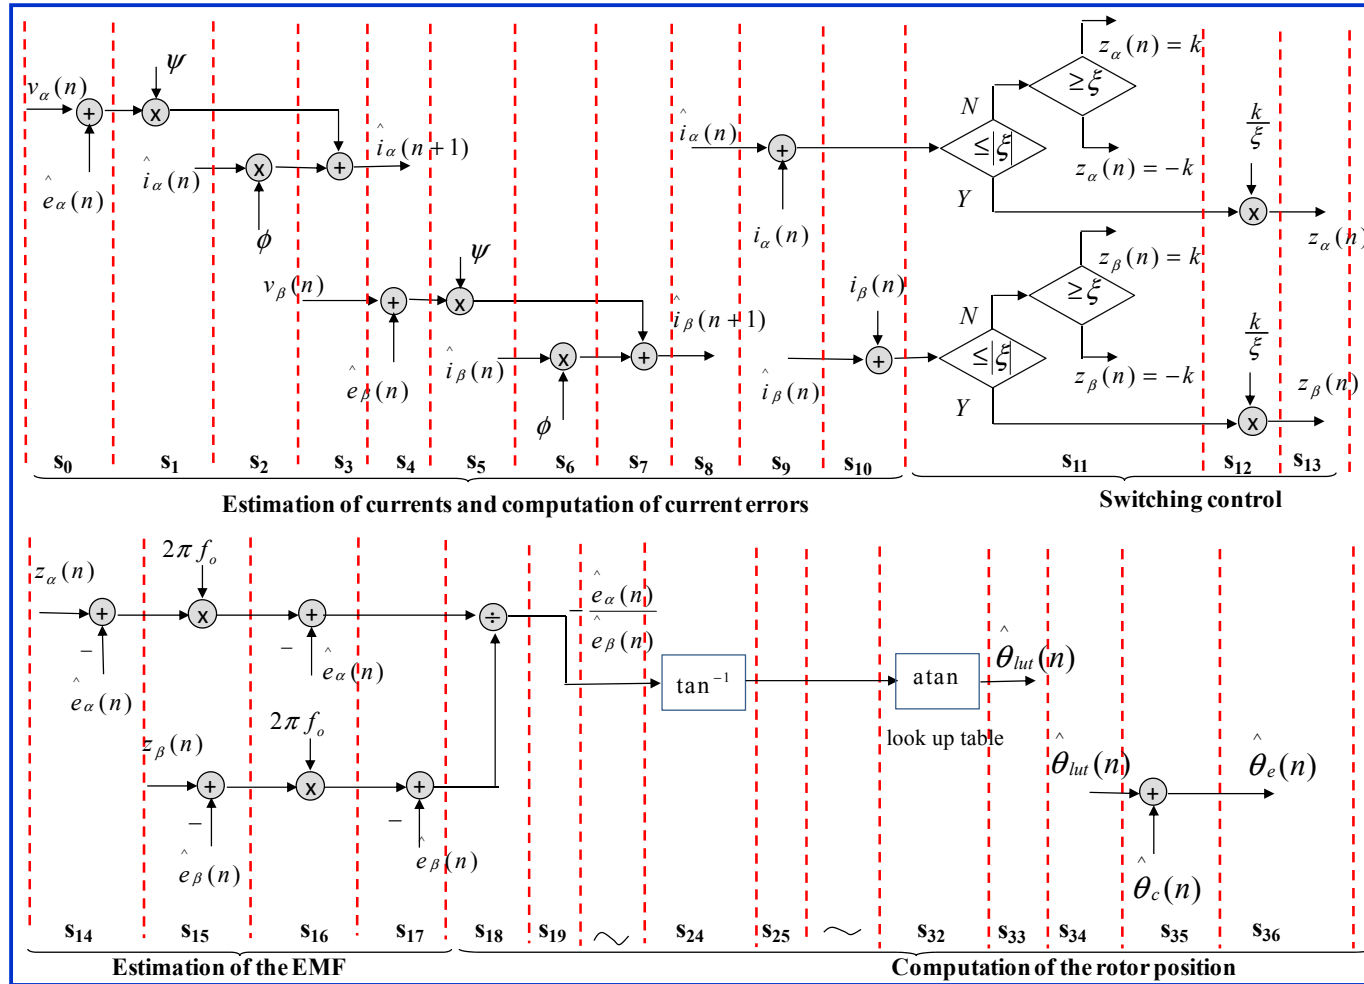 ψ
v_α(n)
+
x
î_α(n)
x
+
î_α(n+1)
ê_α(n)
φ
v_β(n)
ψ
+
x
î_β(n+1)
î_β(n)
x
+
ê_β(n)
φ
î_α(n)
+
i_α(n)
i_β(n)
î_β(n)
+
z_α(n) = k
≥ξ
N
≤|ξ|
z_α(n) = −k
Y
k/ξ
x
z_α(n)
z_β(n) = k
≥ξ
N
≤|ξ|
z_β(n) = −k
Y
k/ξ
x
z_β(n)
s₀ s₁ s₂ s₃ s₄ s₅ s₆ s₇ s₈ s₉ s₁₀ s₁₁ s₁₂ s₁₃
Estimation of currents and computation of current errors
Switching control
2π f_o
z_α(n)
+
x
+
÷
−
−
ê_α(n)
ê_α(n)
− ê_α(n)/ê_β(n)
tan⁻¹
atan
look up table
θ̂_lut(n)
z_β(n)
2π f_o
+
x
+
−
−
ê_β(n)
ê_β(n)
θ̂_lut(n)
+
θ̂_e(n)
θ̂_c(n)
s₁₄ s₁₅ s₁₆ s₁₇ s₁₈ s₁₉ ~ s₂₄ s₂₅ ~ s₃₂ s₃₃ s₃₄ s₃₅ s₃₆
Estimation of the EMF
Computation of the rotor position